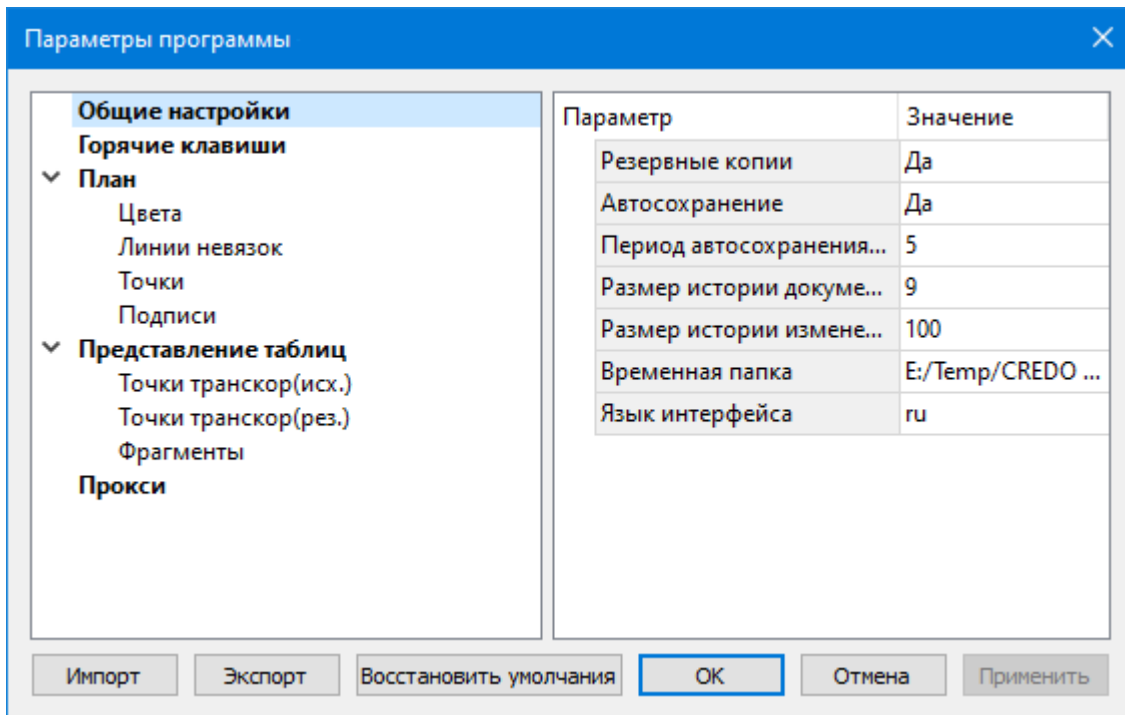 Параметры программы
Общие настройки
Горячие клавиши
План
Цвета
Линии невязок
Точки
Подписи
Представление таблиц
Точки транскор(исх.)
Точки транскор(рез.)
Фрагменты
Прокси
Параметр Значение
Резервные копии Да
Автосохранение Да
Период автосохранения... 5
Размер истории докуме... 9
Размер истории измене... 100
Временная папка E:/Temp/CREDO ...
Язык интерфейса ru
Импорт Экспорт Восстановить умолчания OK Отмена Применить